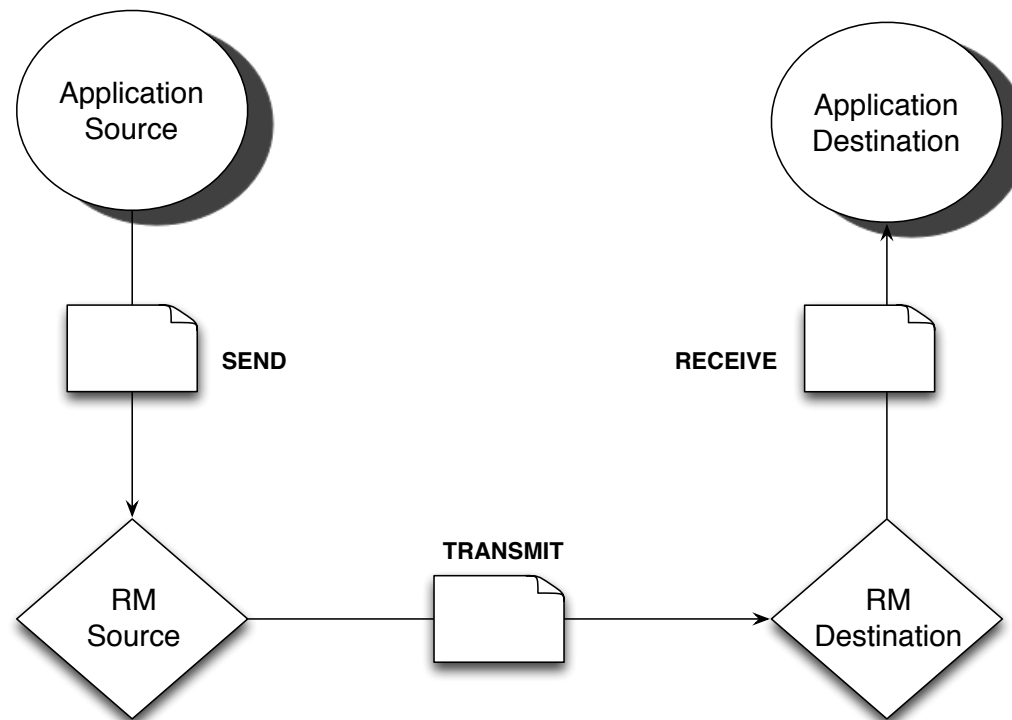 Application
Source
Application
Destination
SEND
RECEIVE
TRANSMIT
RM
Source
RM
Destination